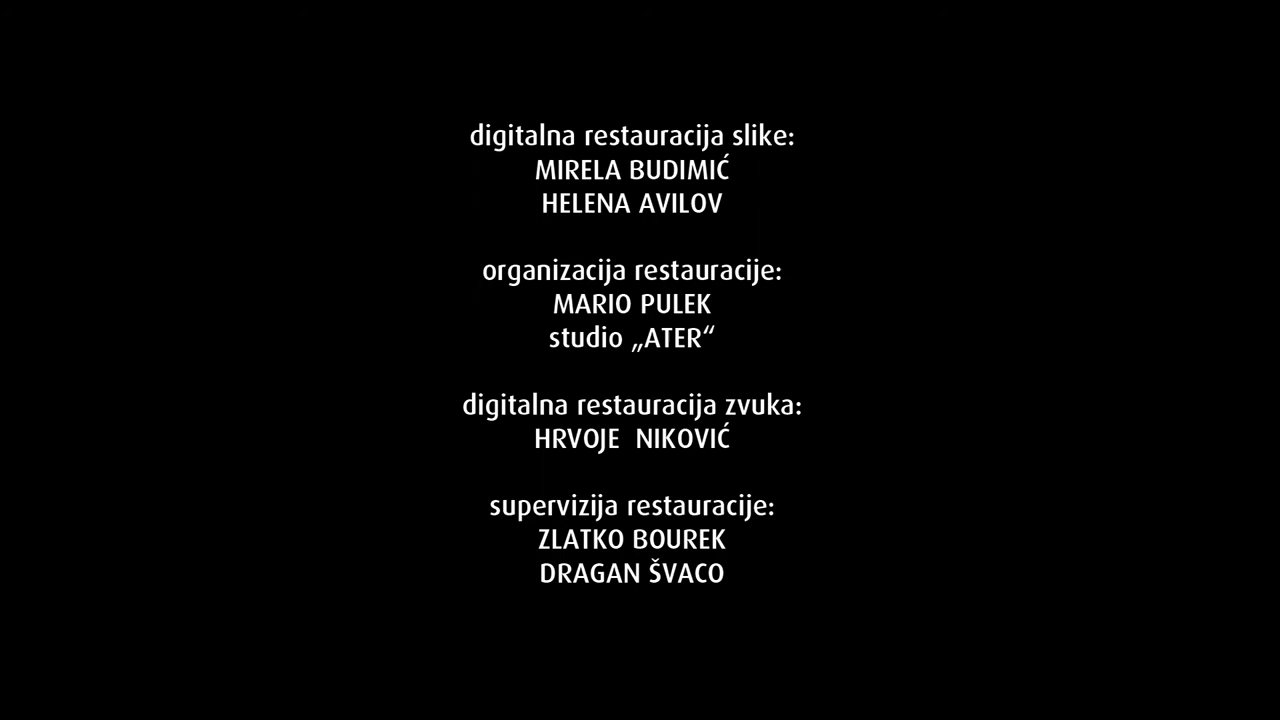 digitalna restauracija slike:
MIRELA BUDIMIĆ
HELENA AVILOV
organizacija restauracije:
MARIO PULEK
studio „ATER“
digitalna restauracija zvuka:
HRVOJE  NIKOVIĆ
supervizija restauracije:
ZLATKO BOUREK
DRAGAN ŠVACO